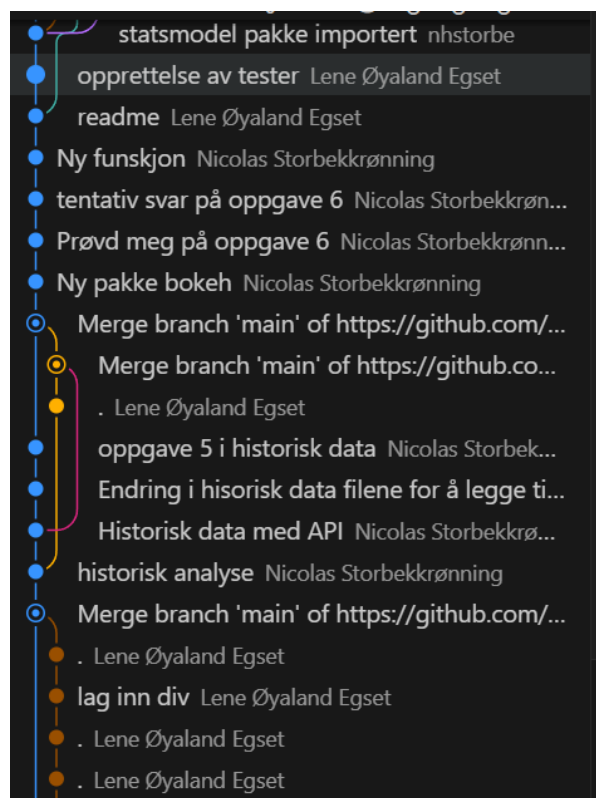 statsmodel pakke importert nhstorbe
opprettelse av tester Lene Øyaland Egset
readme Lene Øyaland Egset
Ny funskjon Nicolas Storbekkrønning
tentativ svar på oppgave 6 Nicolas Storbekkrøn...
Prøvd meg på oppgave 6 Nicolas Storbekkrønn...
Ny pakke bokeh Nicolas Storbekkrønning
Merge branch 'main' of https://github.com/...
Merge branch 'main' of https://github.co...
. Lene Øyaland Egset
oppgave 5 i historisk data Nicolas Storbek...
Endring i hisorisk data filene for å legge ti...
Historisk data med API Nicolas Storbekkrø...
historisk analyse Nicolas Storbekkrønning
Merge branch 'main' of https://github.com/...
. Lene Øyaland Egset
lag inn div Lene Øyaland Egset
. Lene Øyaland Egset
. Lene Øyaland Egset